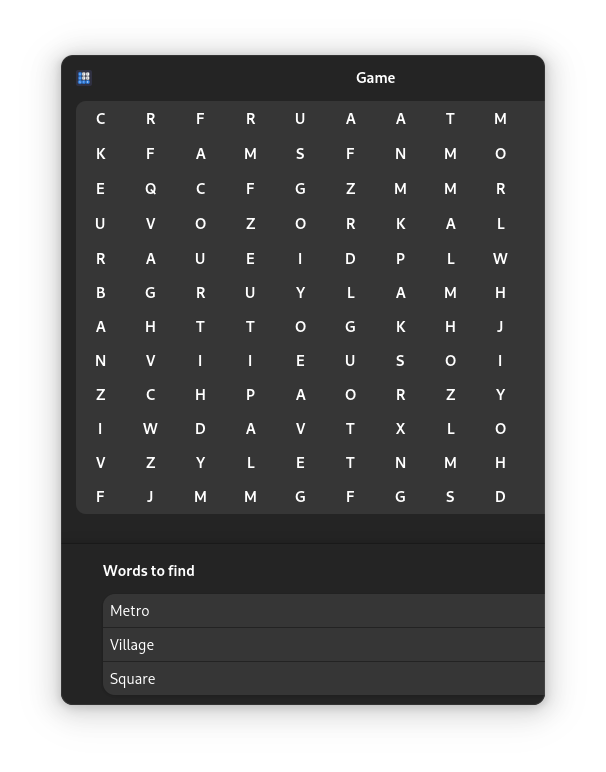 Game
C R F R U A A T M
K F A M S F N M O
E Q C F G Z M M R
U V O Z O R K A L
R A U E I D P L W
B G R U Y L A M H
A H T T O G K H J
N V I I E U S O I
Z C H P A O R Z Y
I W D A V T X L O
V Z Y L E T N M H
F J M M G F G S D
Words to find
Metro
Village
Square